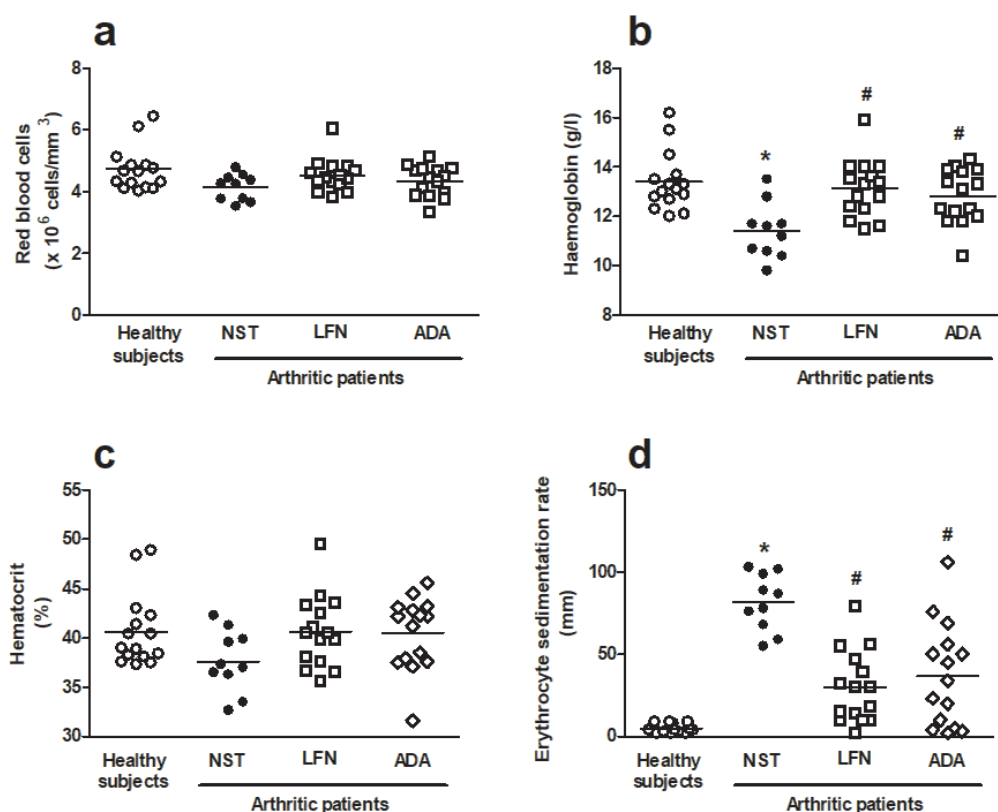 a
Red blood cells
(x 10⁶ cells/mm³)
8
6
4
2
0
Healthy
subjects
NST
LFN
ADA
Arthritic patients
b
Haemoglobin (g/l)
18
16
14
12
10
8
*
#
#
Healthy
subjects
NST
LFN
ADA
Arthritic patients
c
Hematocrit
(%)
55
50
45
40
35
30
Healthy
subjects
NST
LFN
ADA
Arthritic patients
d
Erythrocyte sedimentation rate
(mm)
150
100
50
0
*
#
#
Healthy
subjects
NST
LFN
ADA
Arthritic patients